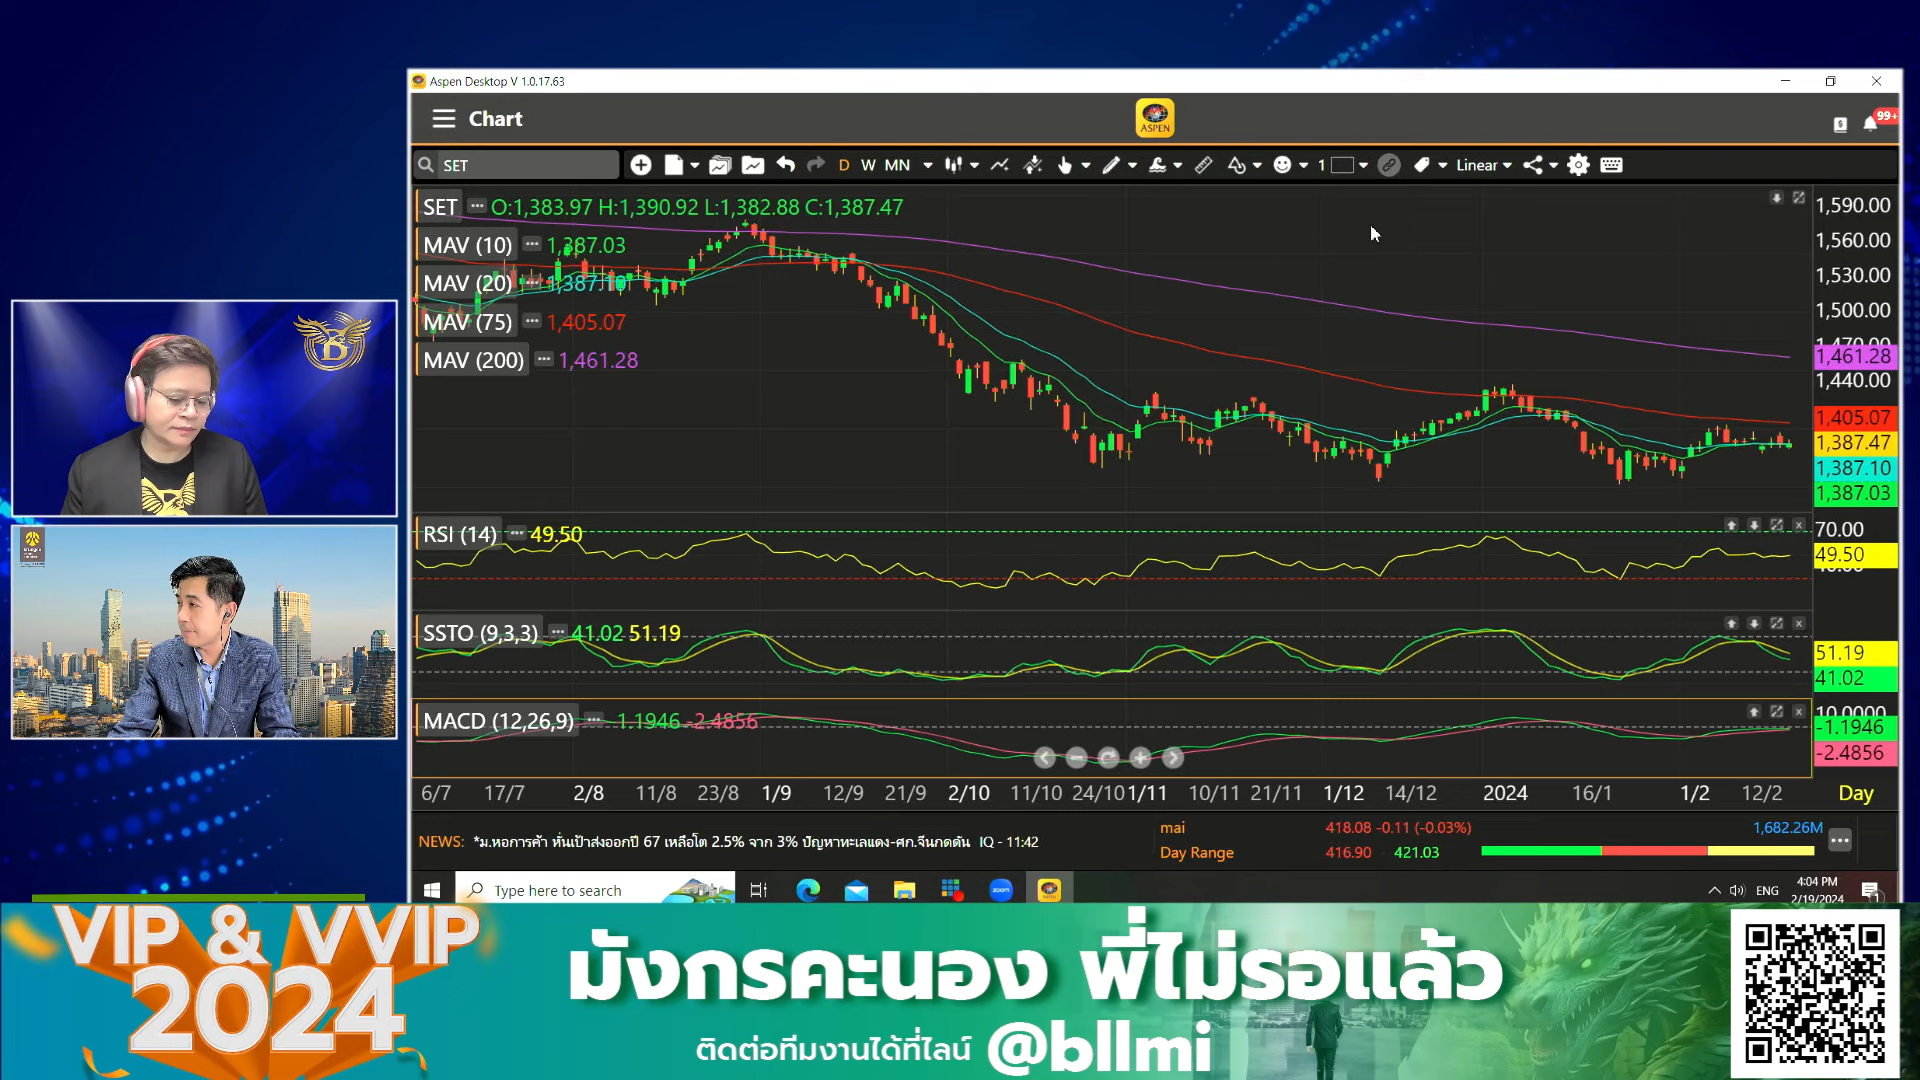 Aspen Desktop V 1.0.17.63
Chart
ASPEN
99+
SET
D W MN
1
Linear
SET O:1,383.97 H:1,390.92 L:1,382.88 C:1,387.47
MAV (10) 1,387.03
MAV (20) 1,387.10
MAV (75) 1,405.07
MAV (200) 1,461.28
1,590.00
1,560.00
1,530.00
1,500.00
1,470.00
1,461.28
1,440.00
1,405.07
1,387.47
1,387.10
1,387.03
RSI (14) 49.50
70.00
49.50
SSTO (9,3,3) 41.02 51.19
51.19
41.02
MACD (12,26,9) -1.1946 -2.4856
10.0000
-1.1946
-2.4856
6/7 17/7 2/8 11/8 23/8 1/9 12/9 21/9 2/10 11/10 24/10 1/11 10/11 21/11 1/12 14/12 2024 16/1 1/2 12/2 Day
NEWS: *ม.หอการค้า หั่นเป้าส่งออกปี 67 เหลือโต 2.5% จาก 3% ปัญหาทะเลแดง-ศก.จีนกดดัน IQ - 11:42
mai 418.08 -0.11 (-0.03%) 1,682.26M
Day Range 416.90 - 421.03
Type here to search
zoom
ENG
4:04 PM
2/19/2024
1
VIP & VVIP
2024
มังกรคะนอง พี่ไม่รอแล้ว
ติดต่อทีมงานได้ที่ไลน์ @bllmi